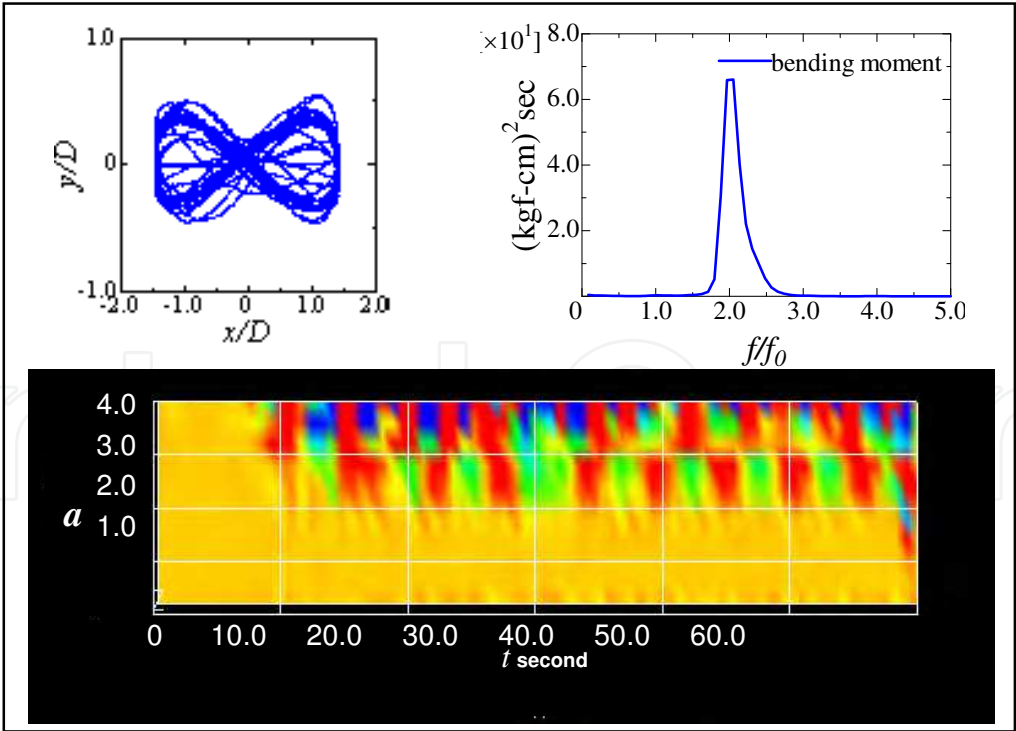 1.0
0
-1.0
y/D
-2.0 -1.0 0 1.0 2.0
x/D
[×10¹] 8.0
6.0
4.0
2.0
(kgf-cm)² sec
bending moment
0 1.0 2.0 3.0 4.0 5.0
f/f₀
4.0
3.0
2.0
1.0
a
0 10.0 20.0 30.0 40.0 50.0 60.0
t second